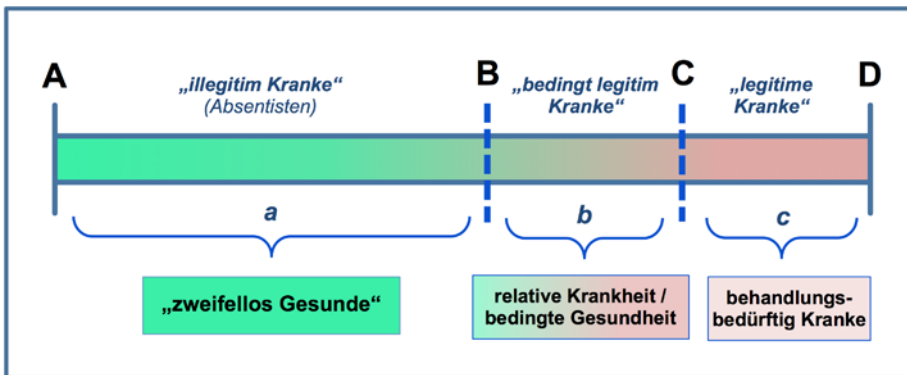 A
„illegitim Kranke“
(Absentisten)
B
„bedingt legitim
Kranke“
C
„legitime
Kranke“
D
a
b
c
„zweifellos Gesunde“
relative Krankheit /
bedingte Gesundheit
behandlungs-
bedürftig Kranke